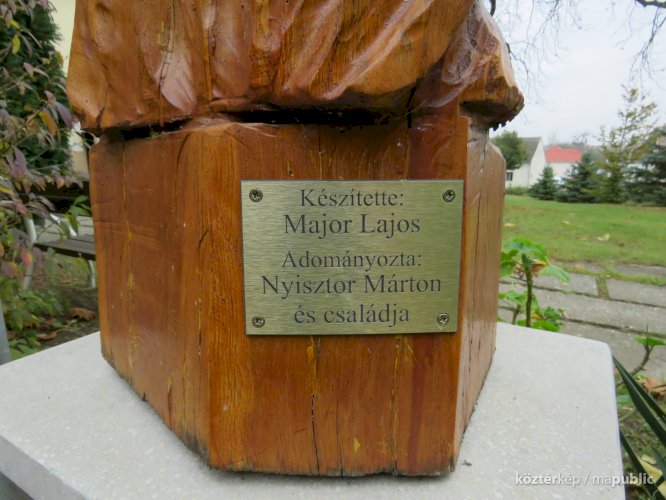 Készítette:
Major Lajos
Adományozta:
Nyisztor Márton
és családja
köztérkép / mapublic